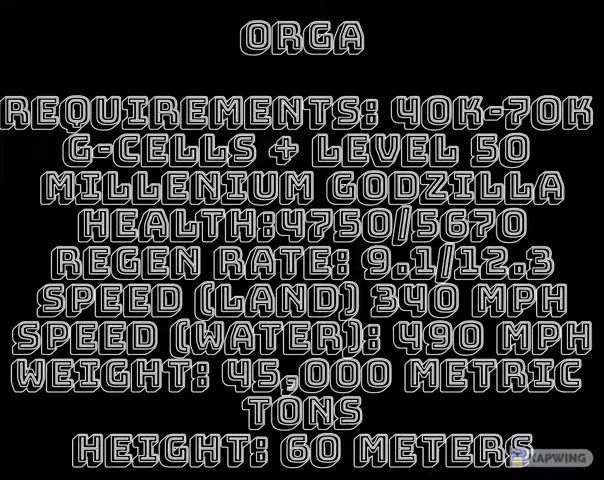 ORGA
REQUIREMENTS: 40K-70K
G-CELLS + LEVEL 50
MILLENIUM GODZILLA
HEALTH:4750/5670
REGEN RATE: 9.1/12.3
SPEED (LAND) 340 MPH
SPEED (WATER): 490 MPH
WEIGHT: 45,000 METRIC
TONS
HEIGHT: 60 METERS
KAPWING